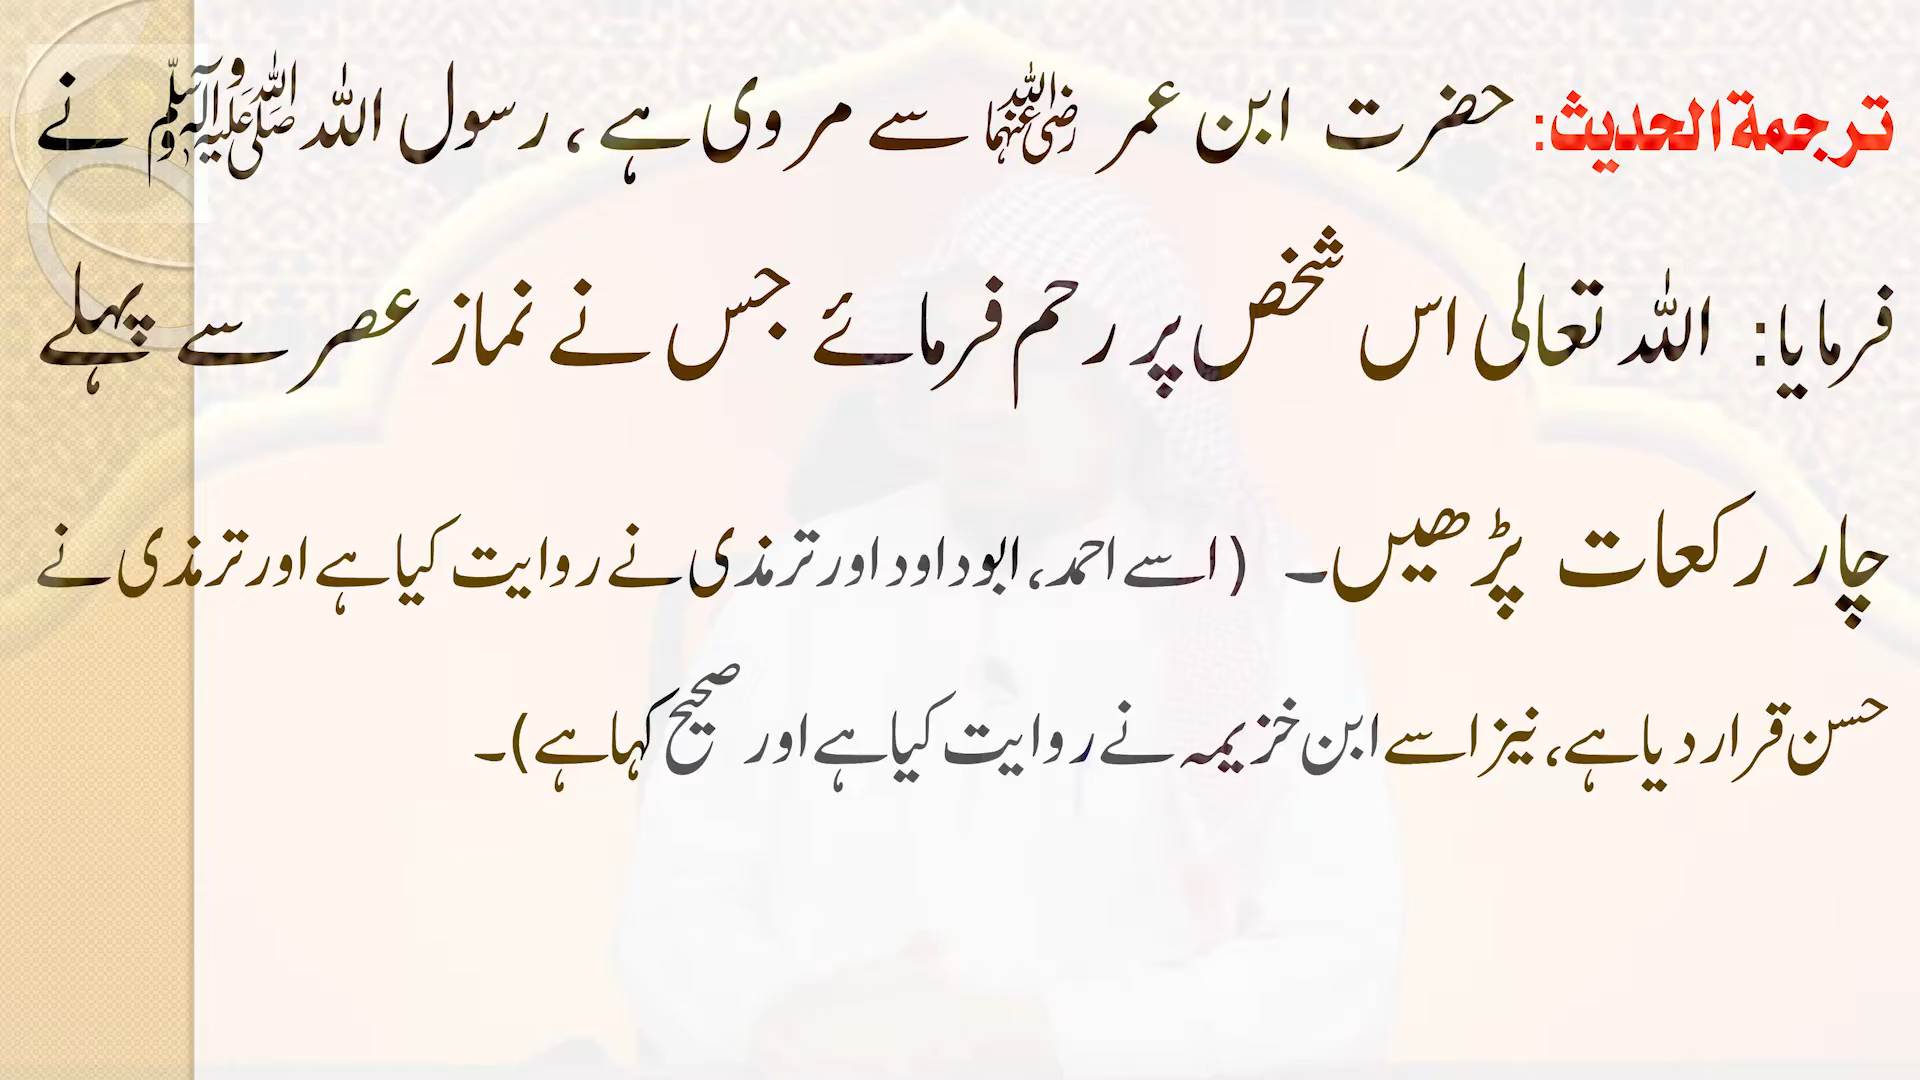 ترجمة الحدیث: حضرت ابن عمر رضی اللہ عنہما سے مروی ہے، رسول اللہ صلی اللہ علیہ وآلہ وسلم نے
فرمایا: اللہ تعالی اس شخص پر رحم فرمائے جس نے نماز عصر سے پہلے
چار رکعات پڑھیں۔ (اسے احمد، ابوداود اور ترمذی نے روایت کیا ہے اور ترمذی نے
حسن قرار دیا ہے، نیز اسے ابن خزیمہ نے روایت کیا ہے اور صحیح کہا ہے)۔